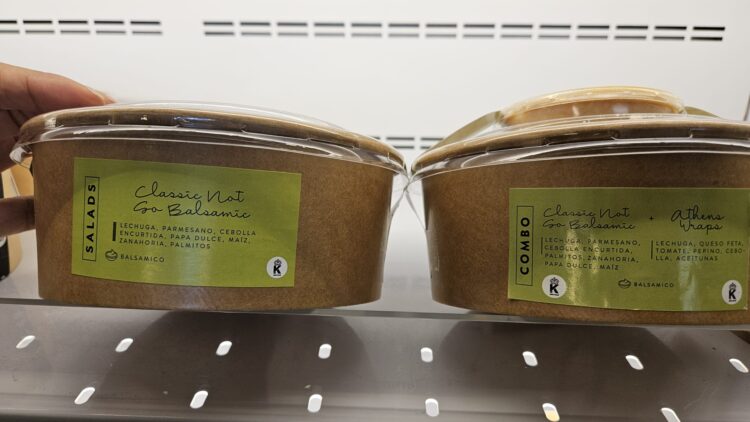 SALADS
Classic Not
So Balsamic
LECHUGA, PARMESANO, CEBOLLA
ENCURTIDA, PAPA DULCE, MAÍZ,
ZANAHORIA, PALMITOS
BALSAMICO
K
COMBO
Classic Not
So Balsamic
LECHUGA, PARMESANO,
CEBOLLA ENCURTIDA,
PALMITOS, ZANAHORIA,
PAPA DULCE, MAÍZ
+
Athens
Wraps
LECHUGA, QUESO FETA,
TOMATE, PEPINO, CEBO-
LLA, ACEITUNAS
K
BALSAMICO
K